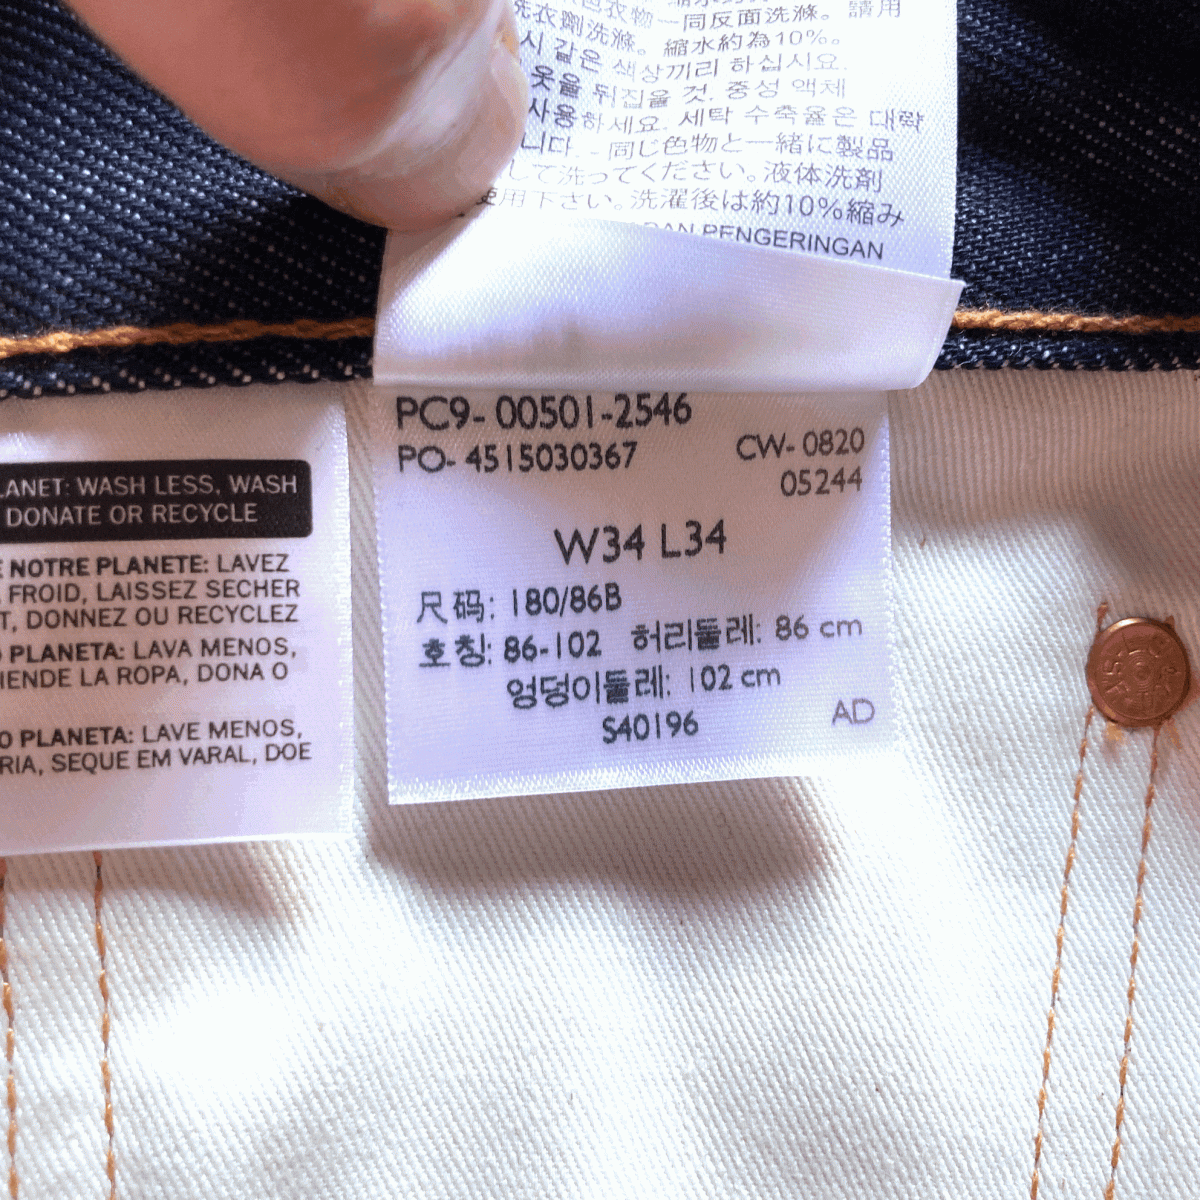 一同反面洗滌。請用
洗衣劑洗滌。縮水約為10%。
시 같은 색상끼리 하십시요.
옷을 뒤집을 것. 중성 액체
사용하세요. 세탁 수축율은 대략
니다. 同じ色物と一緒に製品
して洗ってください。液体洗剤
使用下さい。洗濯後は約10%縮み
DAN PENGERINGAN
PC9- 00501-2546
PO- 4515030367
CW- 0820
05244
W34 L34
尺码: 180/86B
호칭: 86-102 허리둘레: 86 cm
엉덩이둘레: 102 cm
S40196
AD
LANET: WASH LESS, WASH
DONATE OR RECYCLE
E NOTRE PLANETE: LAVEZ
FROID, LAISSEZ SECHER
T, DONNEZ OU RECYCLEZ
PLANETA: LAVA MENOS,
IENDE LA ROPA, DONA O
O PLANETA: LAVE MENOS,
RIA, SEQUE EM VARAL, DOE